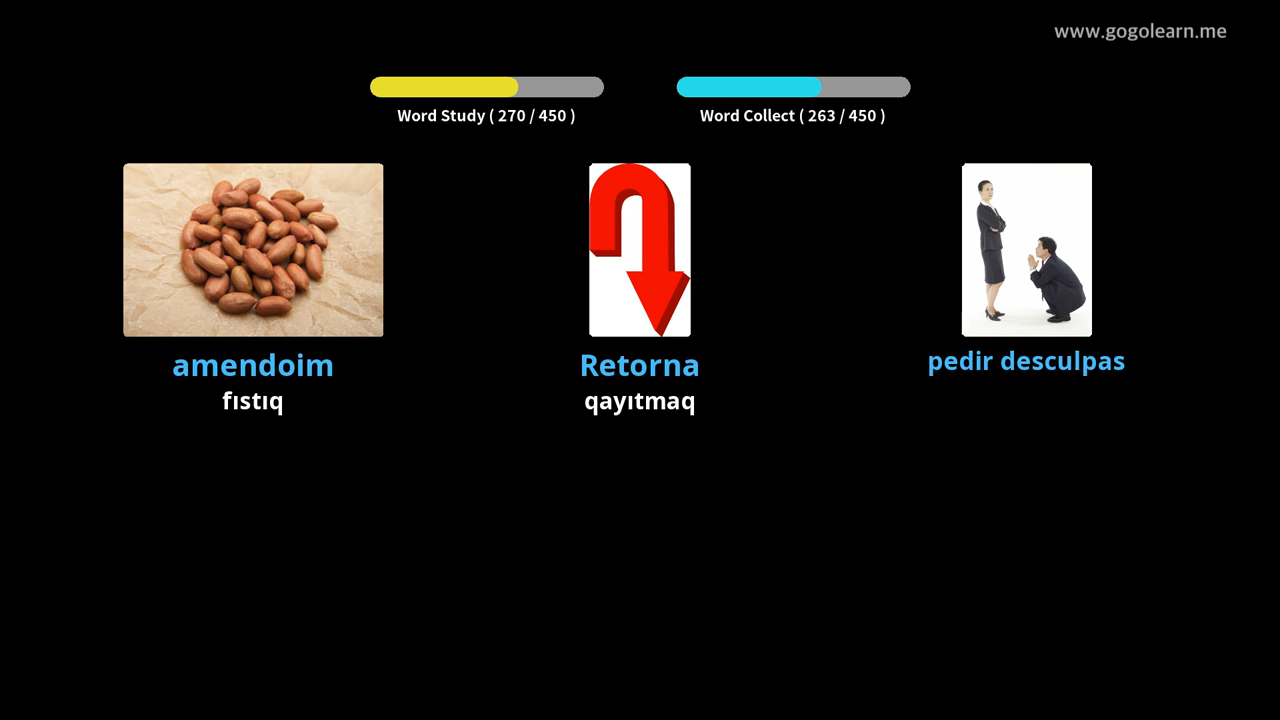 www.gogolearn.me
Word Study ( 270 / 450 )
Word Collect ( 263 / 450 )
amendoim
fıstıq
Retorna
qayıtmaq
pedir desculpas